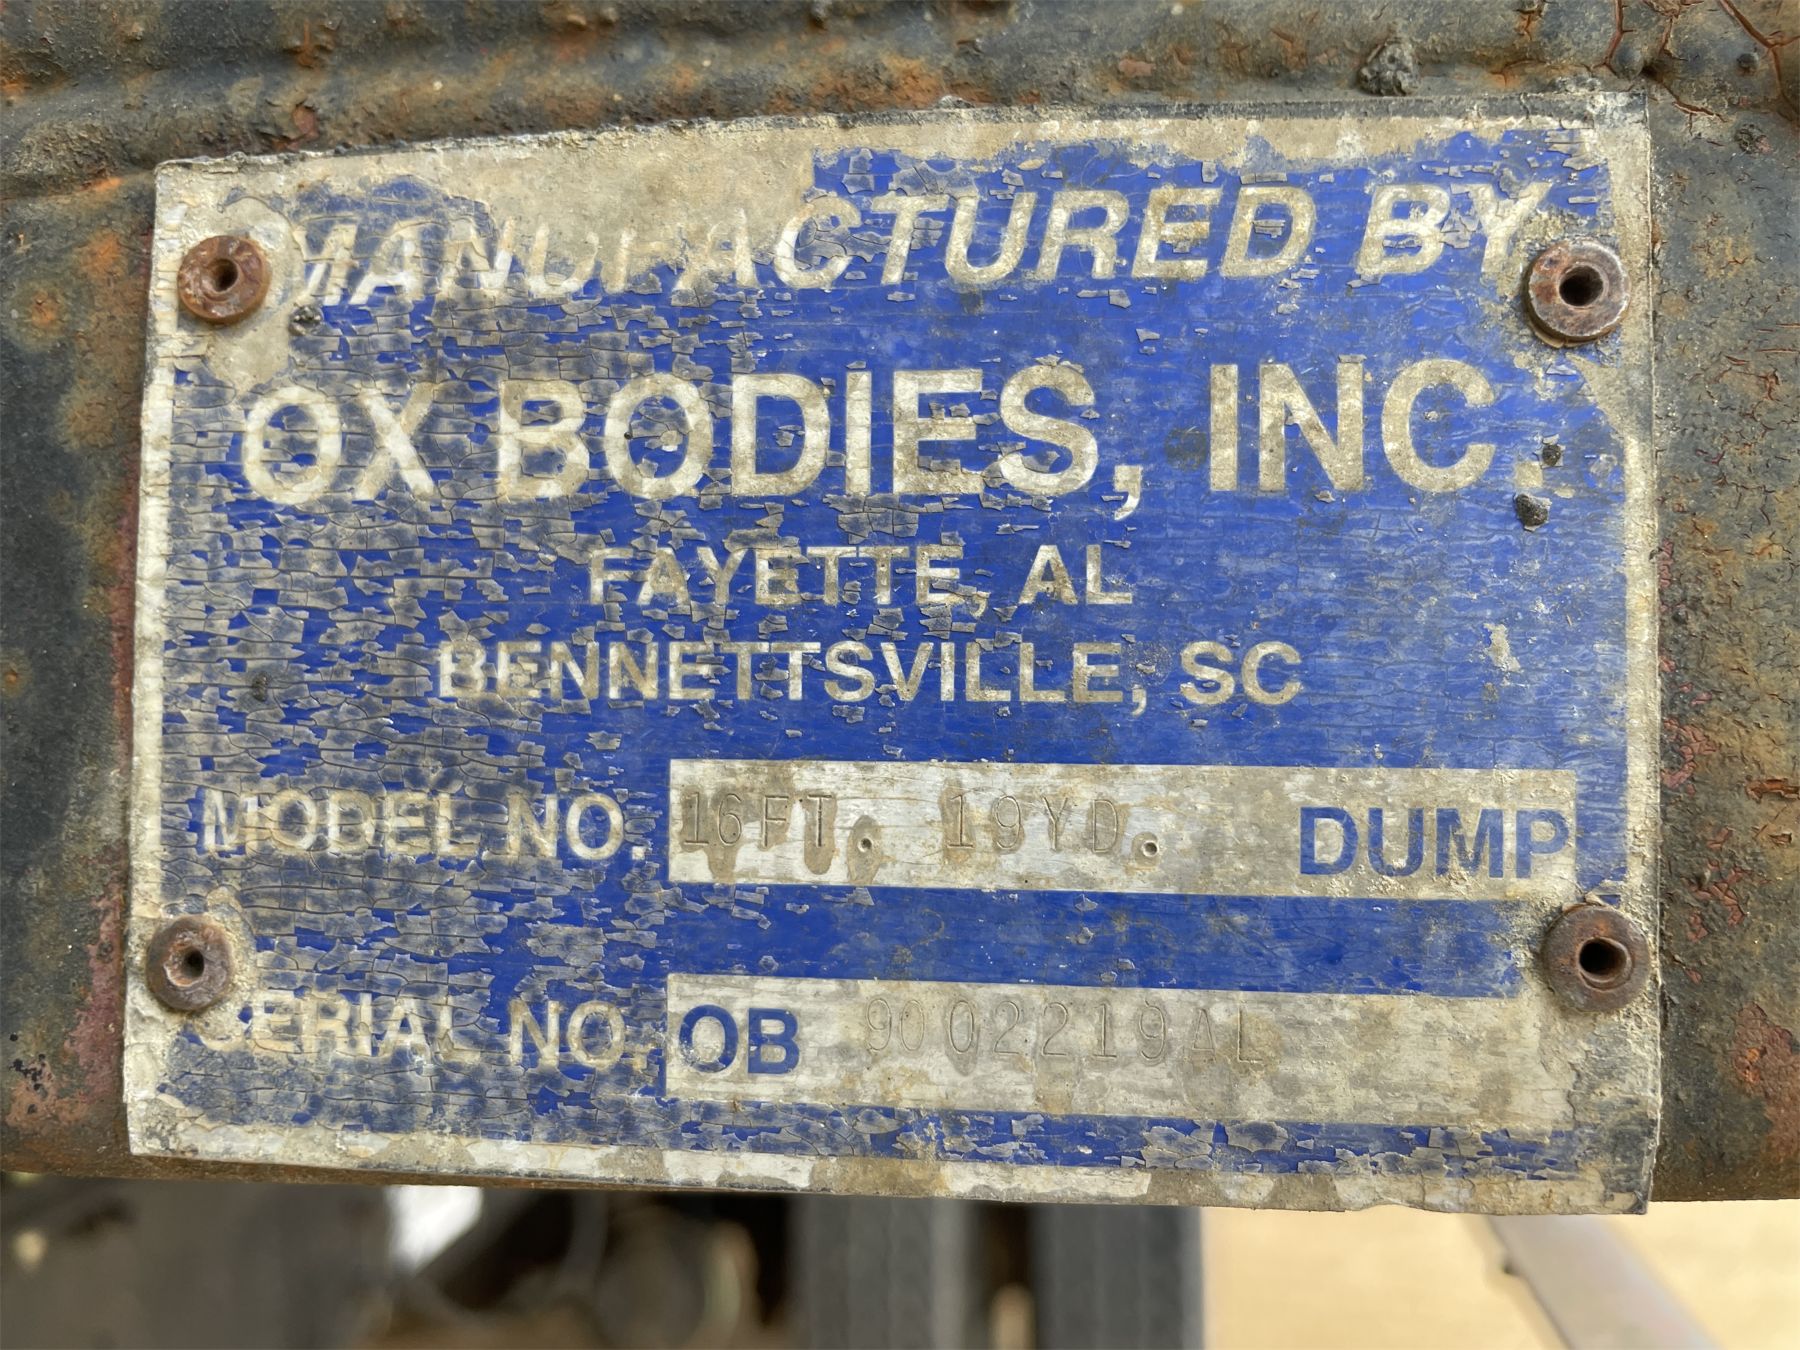 MANUFACTURED BY
OX BODIES, INC.
FAYETTE, AL
BENNETTSVILLE, SC
MODEL NO. 16FT. 19YD. DUMP
SERIAL NO. OB 9002219AL